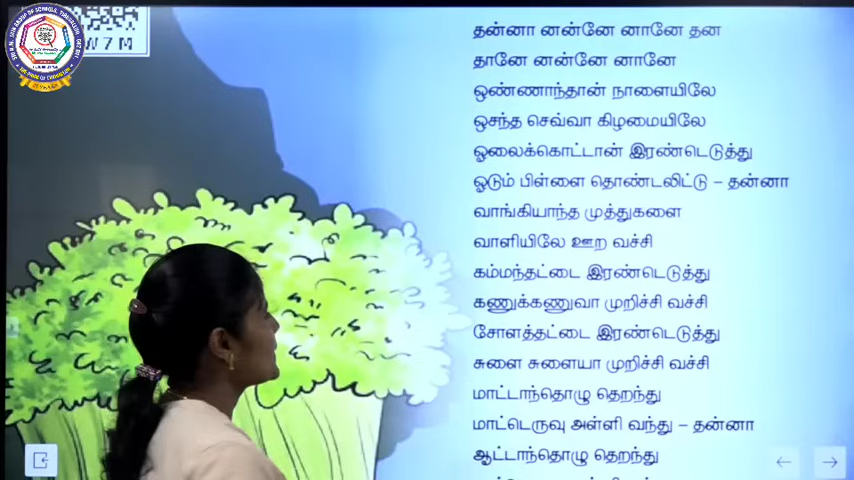 W7M
தன்னா னன்னே னானே தன
தானே னன்னே னானே
ஒண்ணாந்தான் நாளையிலே
ஒசந்த செவ்வா கிழமையிலே
ஓலைக்கொட்டான் இரண்டெடுத்து
ஓடும் பிள்ளை தொண்டலிட்டு – தன்னா
வாங்கியாந்த முத்துகளை
வாளியிலே ஊற வச்சி
கம்மந்தட்டை இரண்டெடுத்து
கணுக்கணுவா முறிச்சி வச்சி
சோளத்தட்டை இரண்டெடுத்து
சுளை சுளையா முறிச்சி வச்சி
மாட்டாந்தொழு தெறந்து
மாட்டெருவு அள்ளி வந்து – தன்னா
ஆட்டாந்தொழு தெறந்து